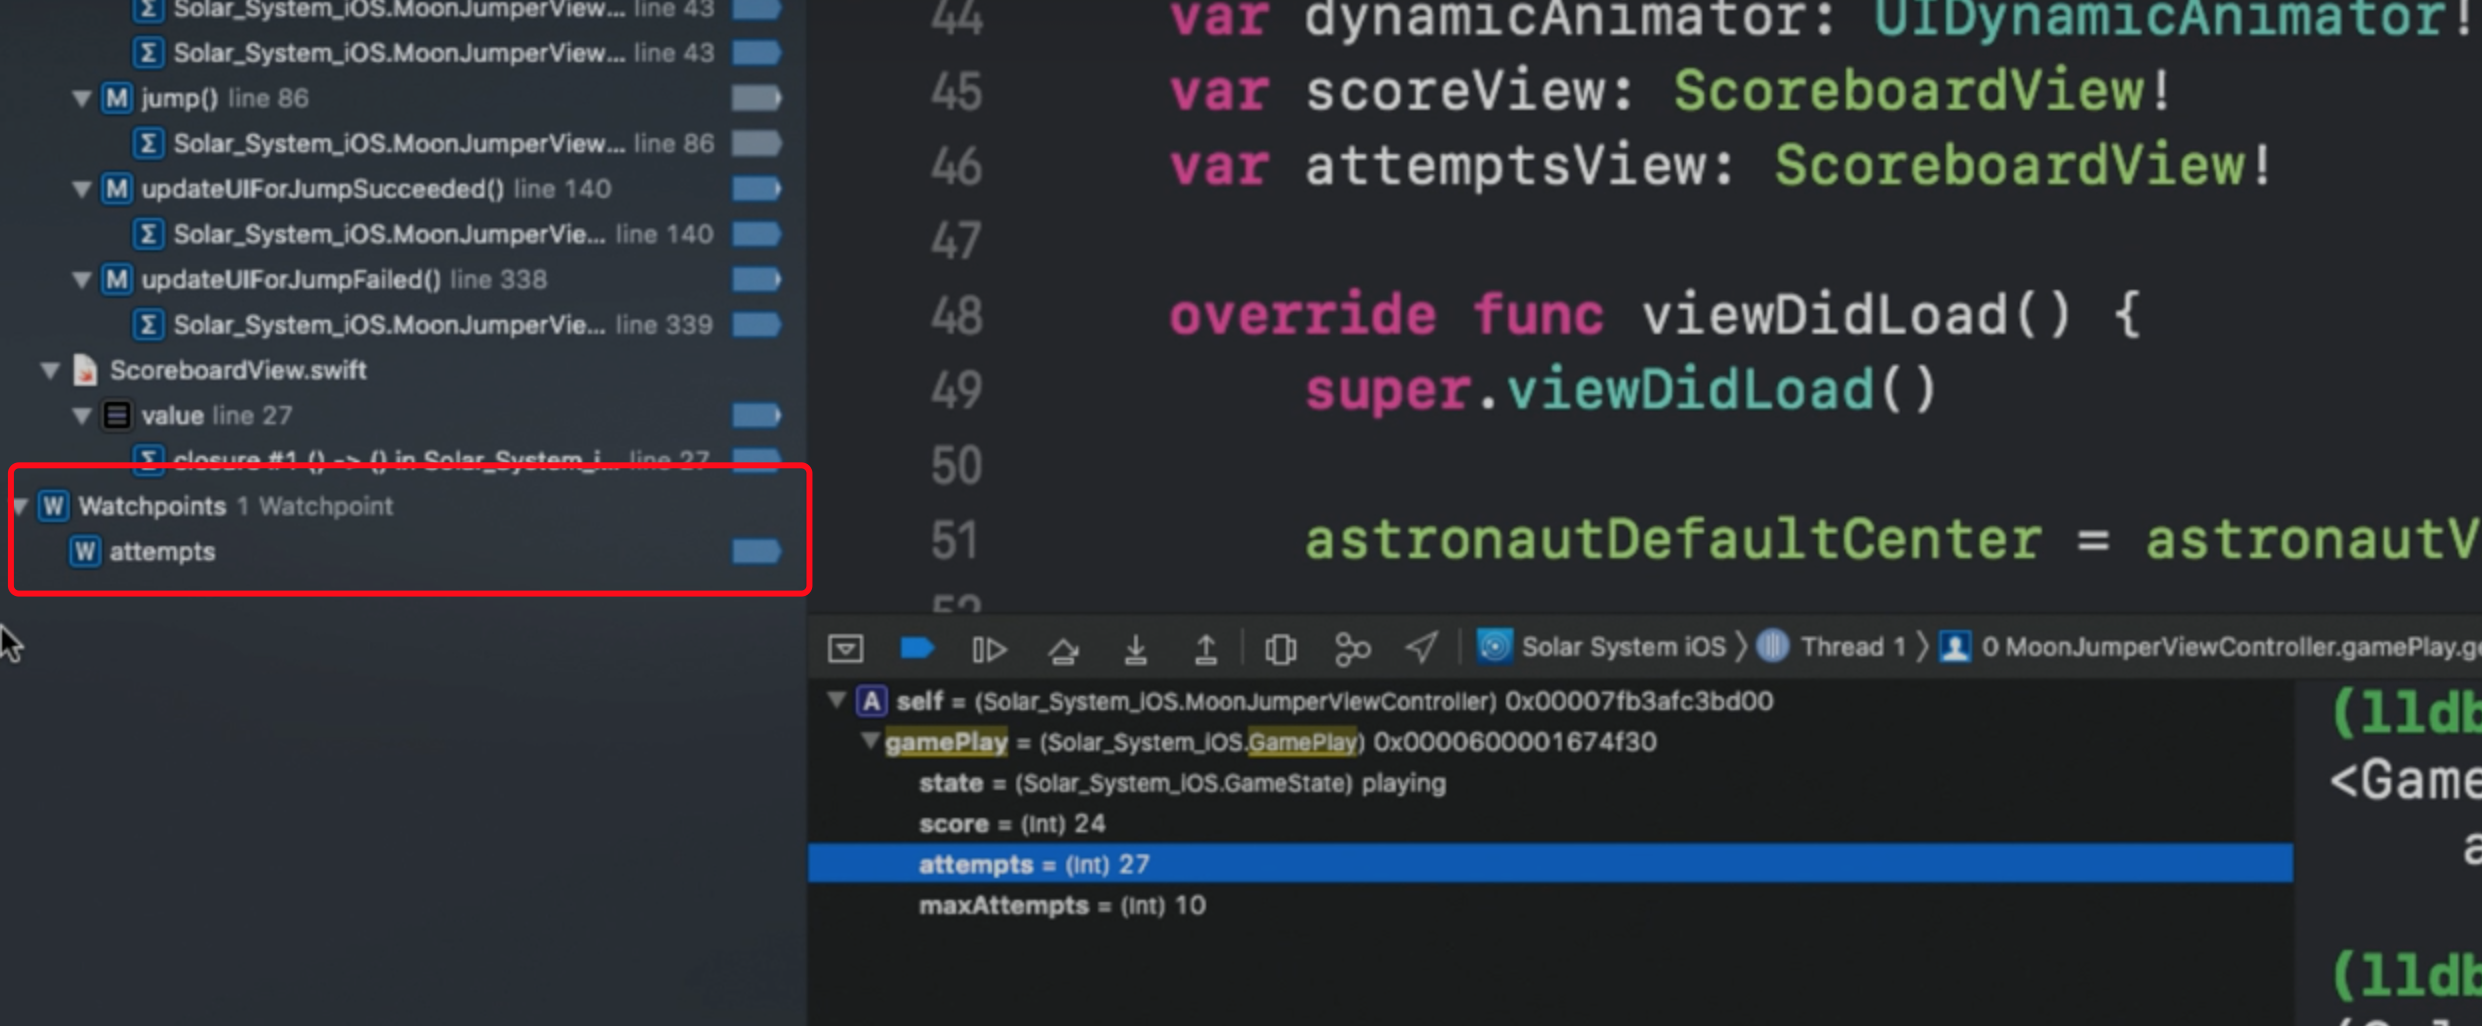 Solar_System_iOS.MoonJumperView... line 43
Solar_System_iOS.MoonJumperView... line 43
M jump() line 86
Solar_System_iOS.MoonJumperView... line 86
M updateUIForJumpSucceeded() line 140
Solar_System_iOS.MoonJumperVie... line 140
M updateUIForJumpFailed() line 338
Solar_System_iOS.MoonJumperVie... line 339
ScoreboardView.swift
value line 27
closure #1 () -> () in Solar_System_i... line 27
W Watchpoints 1 Watchpoint
W attempts
44 var dynamicAnimator: UIDynamicAnimator!
45 var scoreView: ScoreboardView!
46 var attemptsView: ScoreboardView!
47
48 override func viewDidLoad() {
49 super.viewDidLoad()
50
51 astronautDefaultCenter = astronautV
52
Solar System iOS 〉 Thread 1 〉 0 MoonJumperViewController.gamePlay.g
A self = (Solar_System_iOS.MoonJumperViewController) 0x00007fb3afc3bd00
gamePlay = (Solar_System_iOS.GamePlay) 0x0000600001674f30
state = (Solar_System_iOS.GameState) playing
score = (Int) 24
attempts = (Int) 27
maxAttempts = (Int) 10
(lldb
<Game
a
(lldb